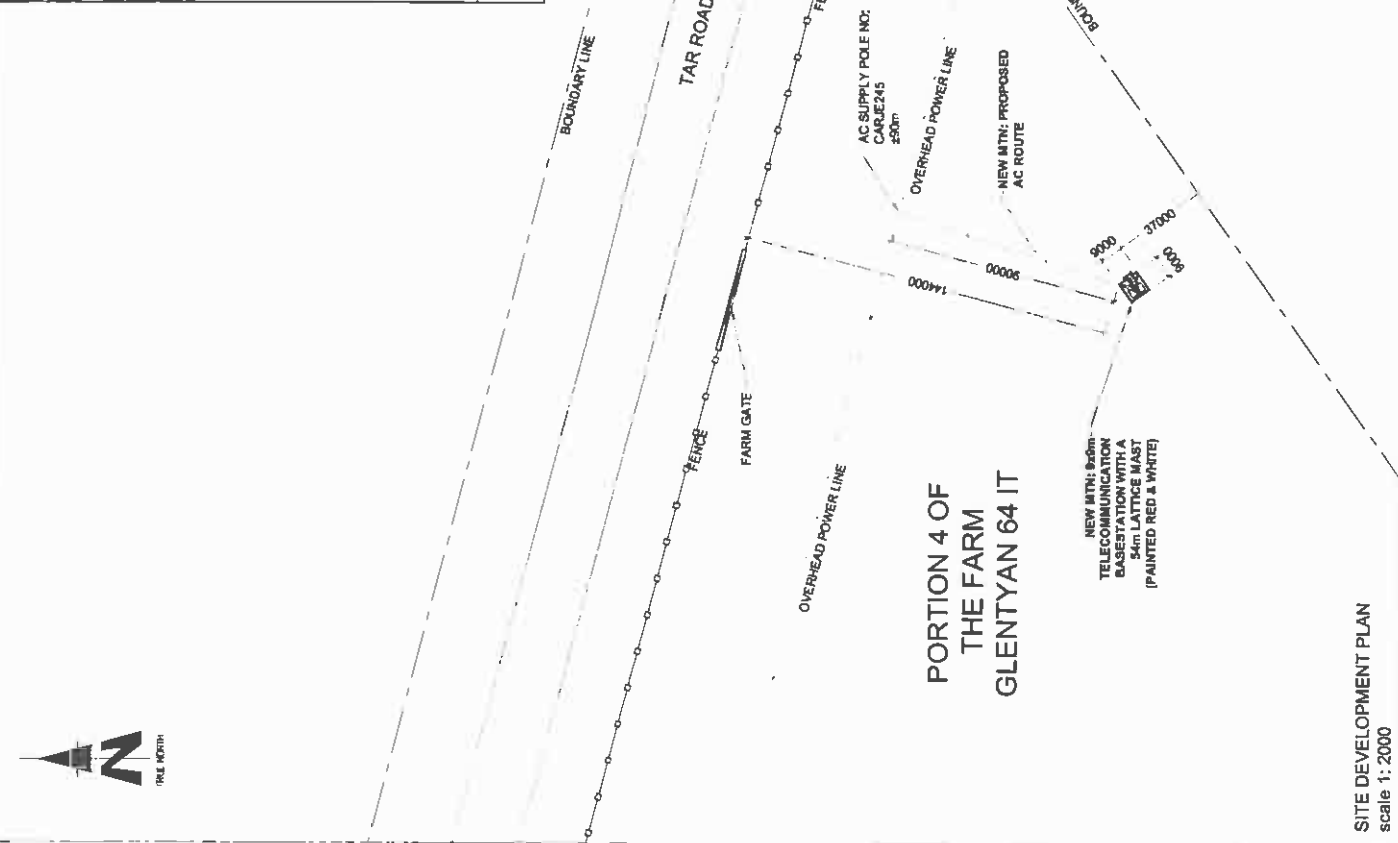 BOUNDARY LINE
TAR ROAD
AC SUPPLY POLE NO:
CARJE245
±90m
OVERHEAD POWER LINE
NEW MTN: PROPOSED
AC ROUTE
9000
37000
9000
90000
144000
FENCE
FARM GATE
OVERHEAD POWER LINE
PORTION 4 OF
THE FARM
GLENTYAN 64 IT
NEW MTN: 9x9m
TELECOMMUNICATION
BASESTATION WITH A
54m LATTICE MAST
(PAINTED RED & WHITE)
N
TRUE NORTH
SITE DEVELOPMENT PLAN
scale 1: 2000